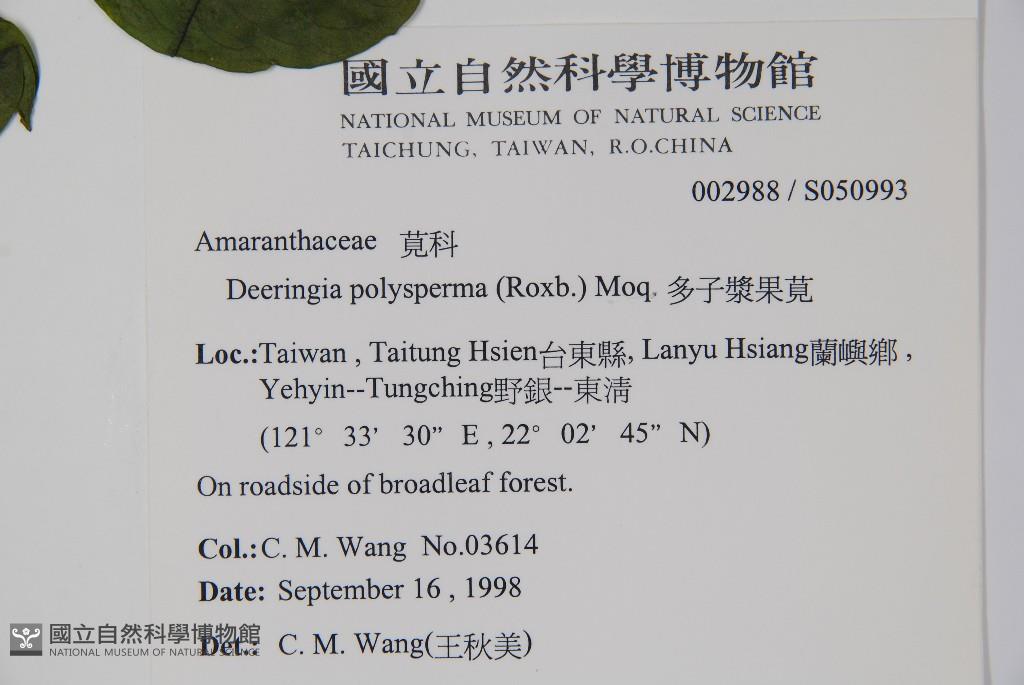 國立自然科學博物館
NATIONAL MUSEUM OF NATURAL SCIENCE
TAICHUNG, TAIWAN, R.O.CHINA
002988 / S050993
Amaranthaceae 莧科
Deeringia polysperma (Roxb.) Moq. 多子漿果莧
Loc.:Taiwan , Taitung Hsien台東縣, Lanyu Hsiang蘭嶼鄉 ,
Yehyin--Tungching野銀--東清
(121° 33’ 30” E , 22° 02’ 45” N)
On roadside of broadleaf forest.
Col.:C. M. Wang No.03614
Date: September 16 , 1998
Det.: C. M. Wang(王秋美)
國立自然科學博物館
NATIONAL MUSEUM OF NATURAL SCIENCE